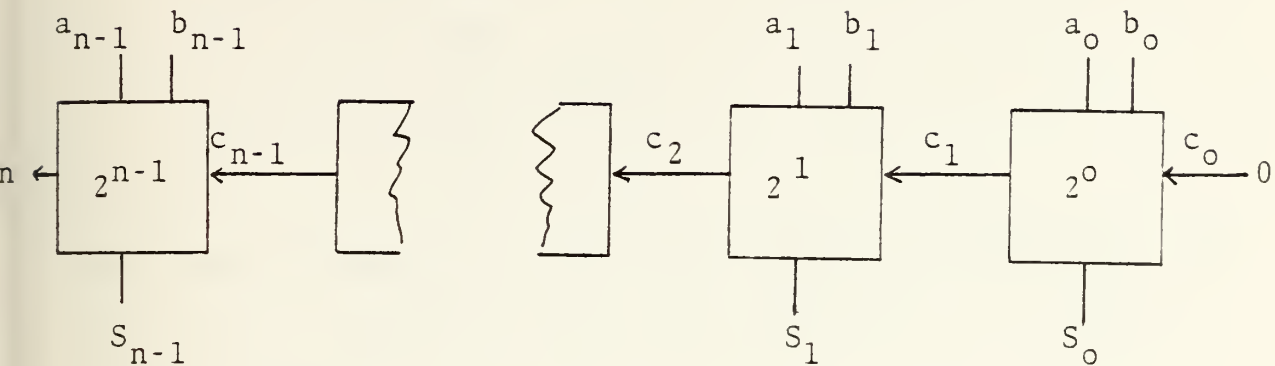 a_{n-1} b_{n-1} a_1 b_1 a_o b_o
n 2^{n-1} c_{n-1} c_2 2^1 c_1 2^o c_o 0
S_{n-1} S_1 S_o